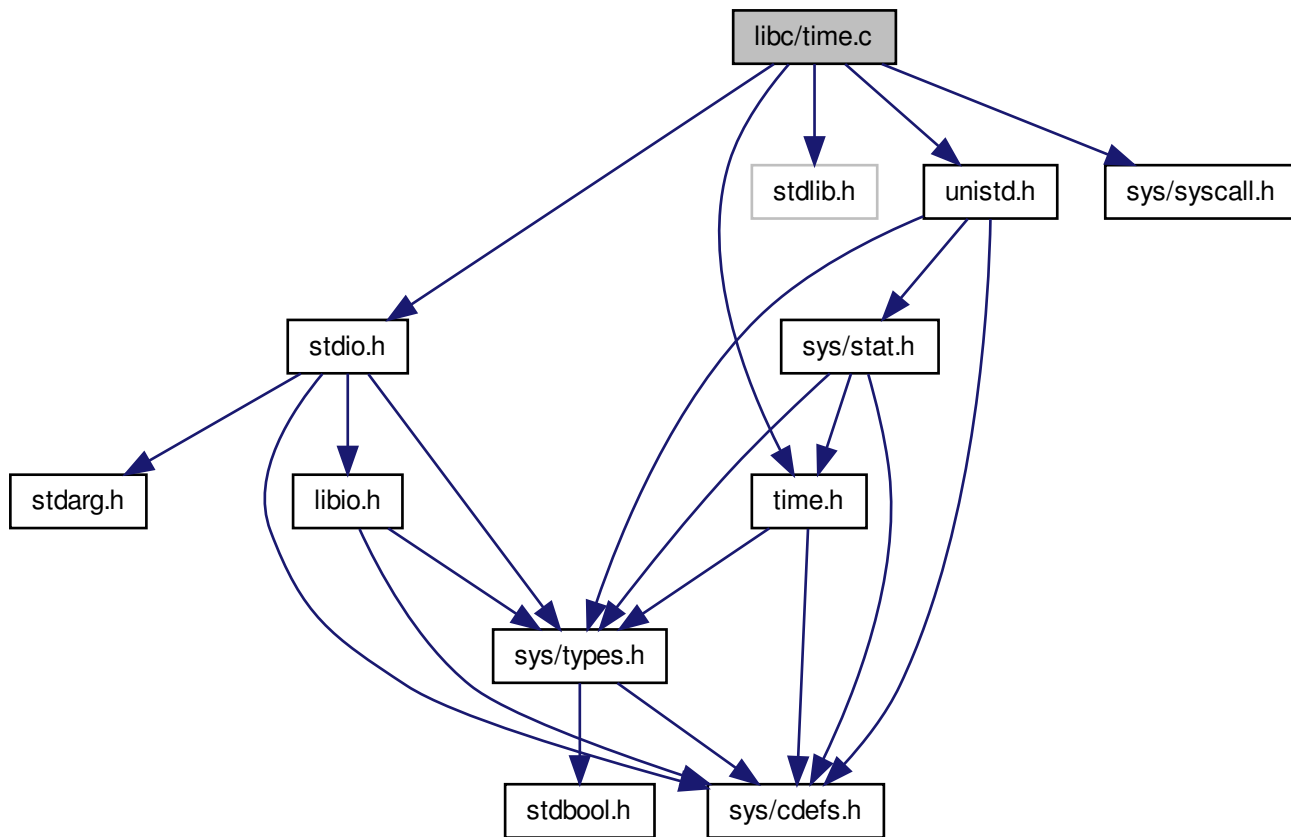 libc/time.c
stdlib.h
unistd.h
sys/syscall.h
stdio.h
sys/stat.h
stdarg.h
libio.h
time.h
sys/types.h
stdbool.h
sys/cdefs.h